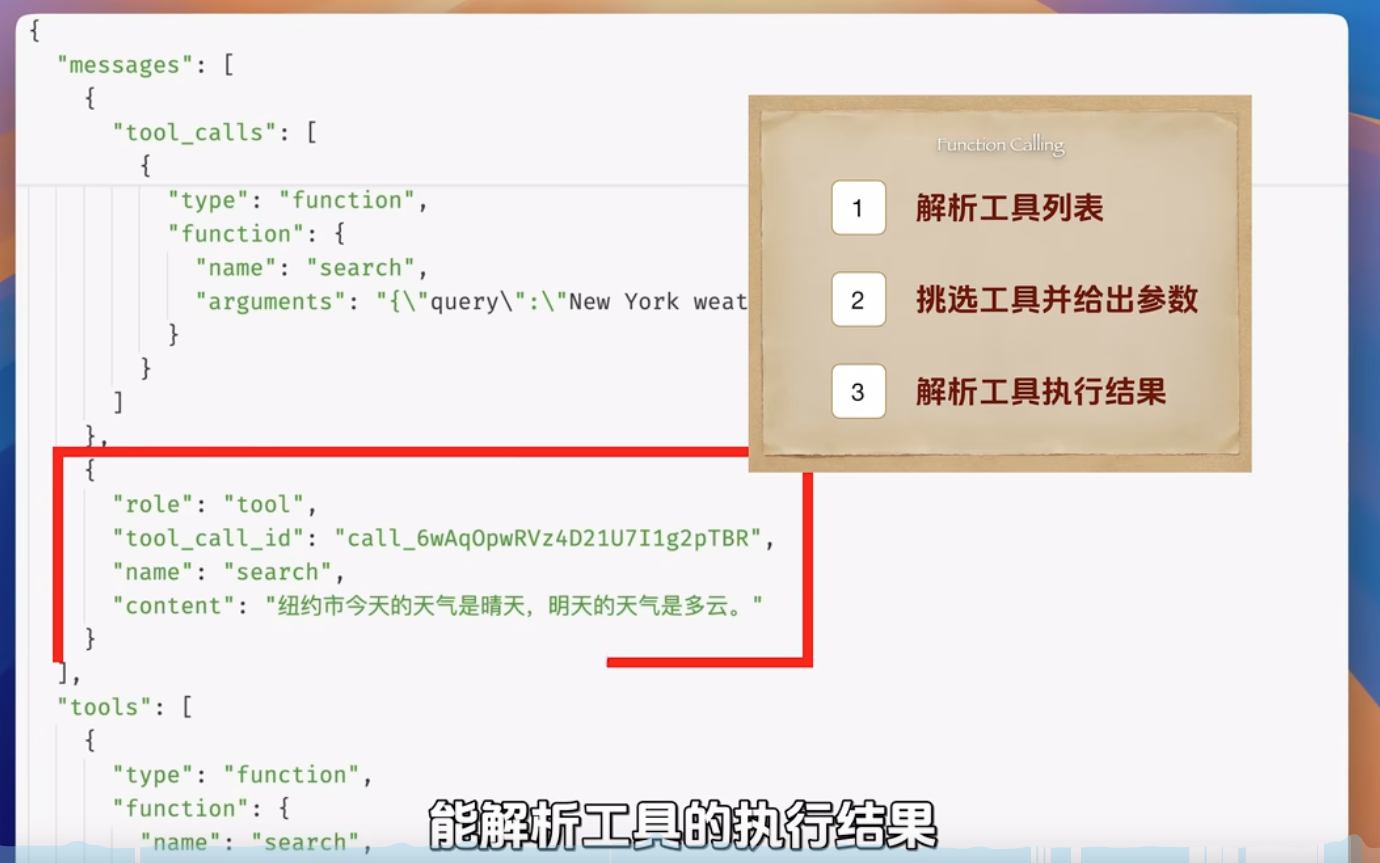 {
"messages": [
{
"tool_calls": [
{
"type": "function",
"function": {
"name": "search",
"arguments": "{\"query\":\"New York weat
}
}
]
},
{
"role": "tool",
"tool_call_id": "call_6wAqOpwRVz4D21U7I1g2pTBR",
"name": "search",
"content": "纽约市今天的天气是晴天，明天的天气是多云。"
}
],
"tools": [
{
"type": "function",
"function": {
"name": "search",
Function Calling
1 解析工具列表
2 挑选工具并给出参数
3 解析工具执行结果
能解析工具的执行结果